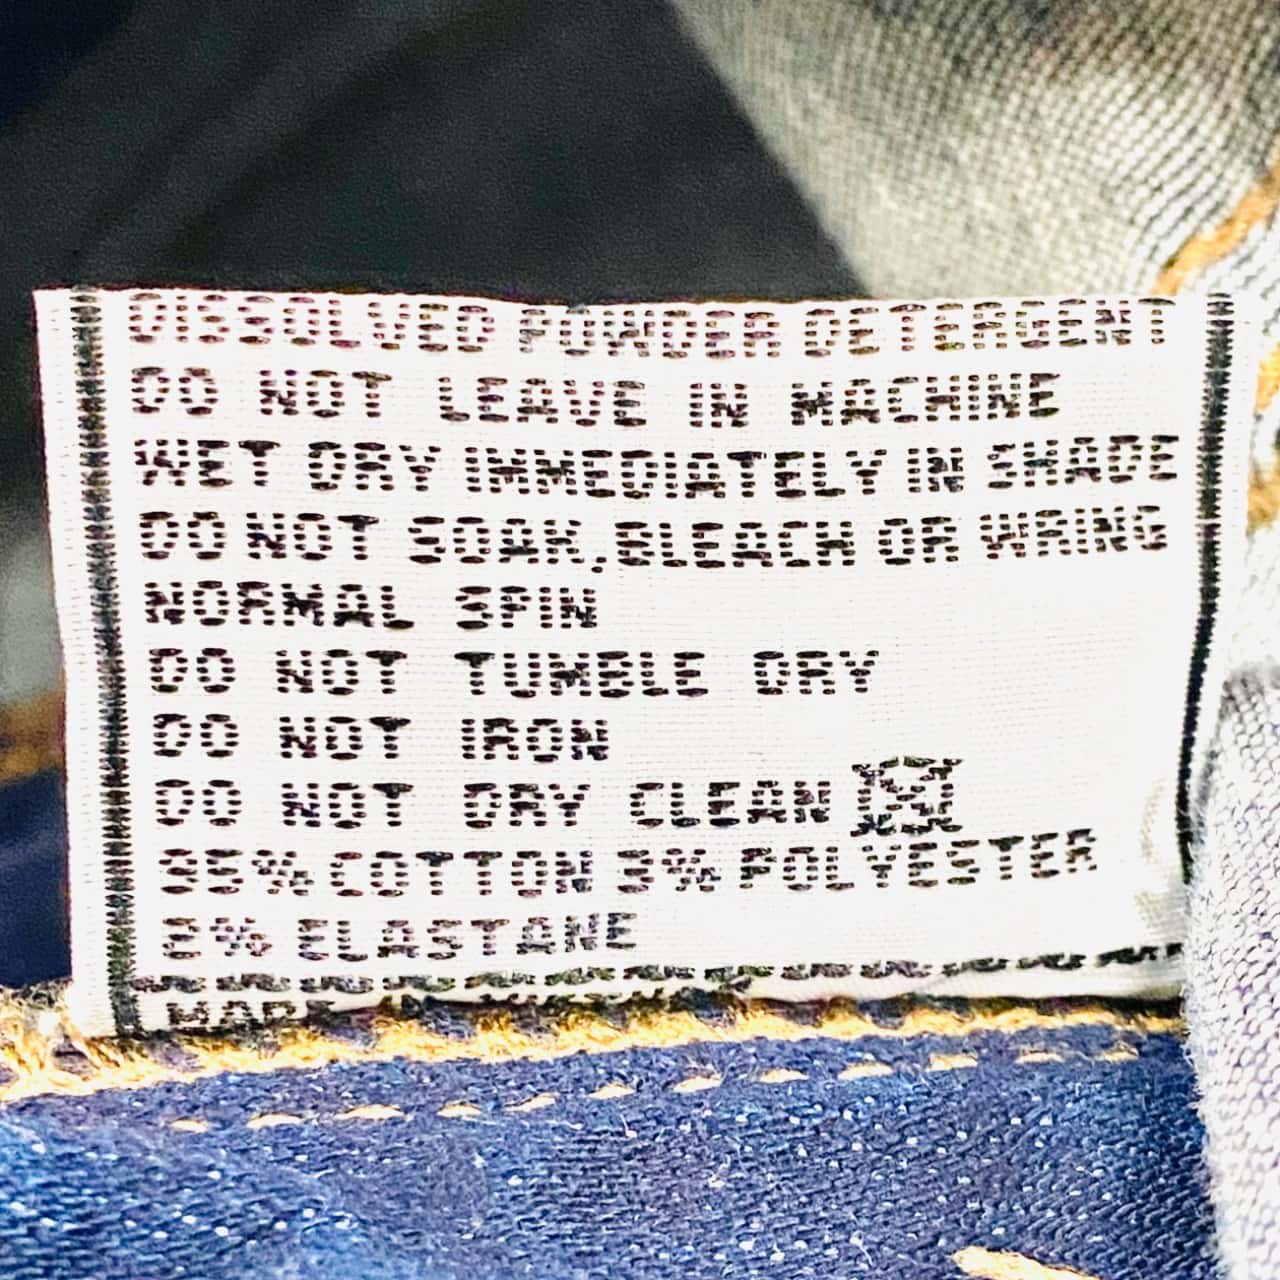 DISSOLVED POWDER DETERGENT
DO NOT LEAVE IN MACHINE
WET DRY IMMEDIATELY IN SHADE
DO NOT SOAK,BLEACH OR WRING
NORMAL SPIN
DO NOT TUMBLE DRY
DO NOT IRON
DO NOT DRY CLEAN
95% COTTON 3% POLYESTER
2% ELASTANE
MADE IN